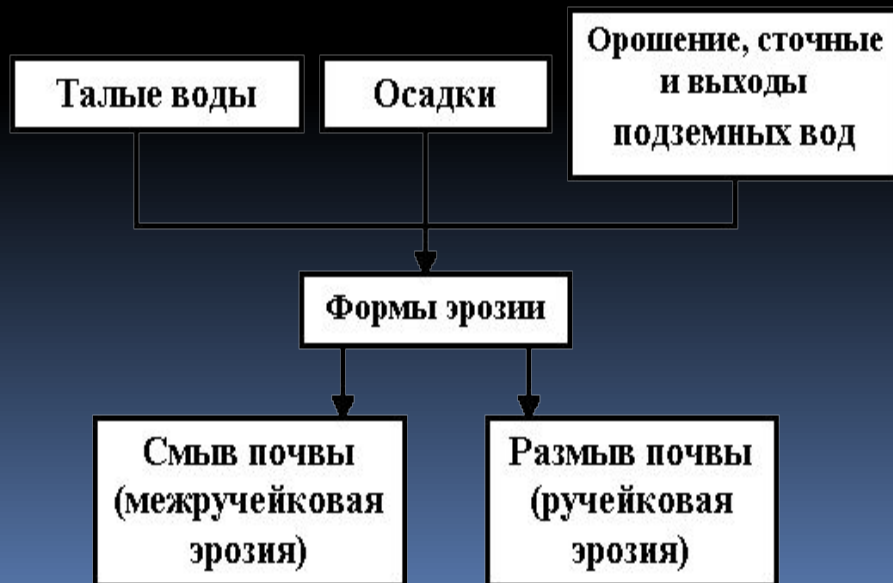 Талые воды
Осадки
Орошение, сточные
и выходы
подземных вод
Формы эрозии
Смыв почвы
(межручейковая
эрозия)
Размыв почвы
(ручейковая
эрозия)